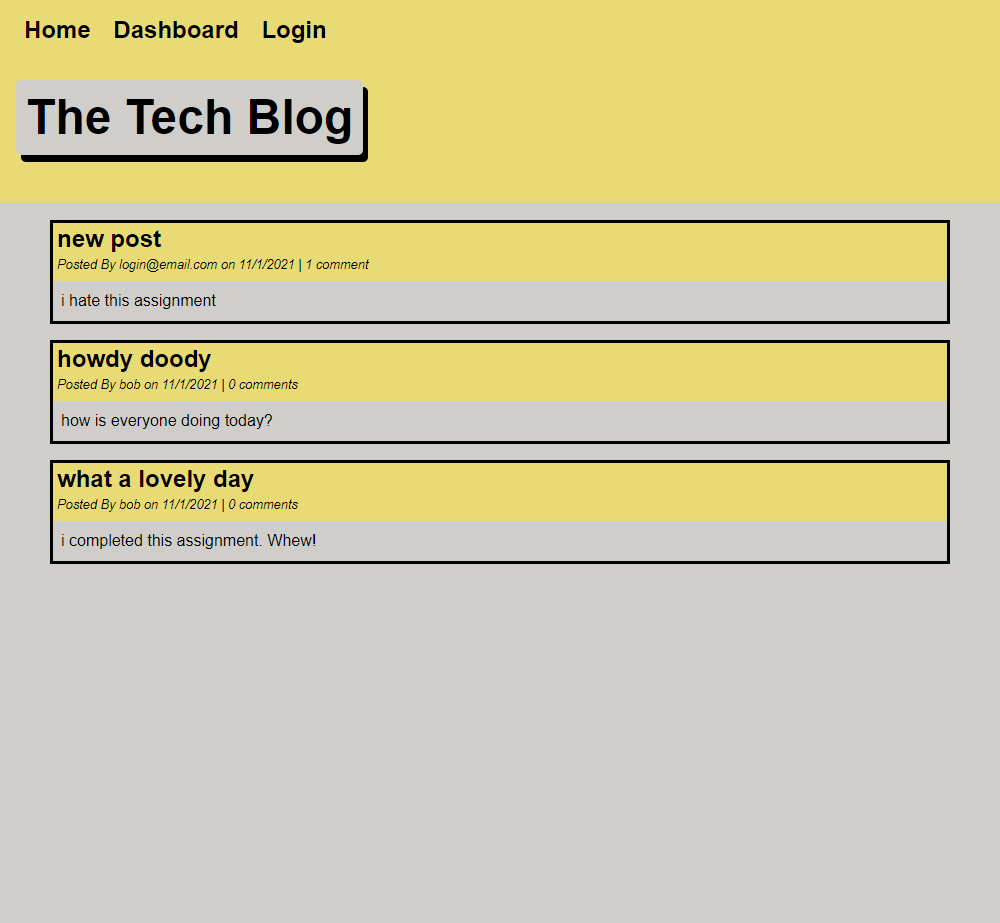 Home Dashboard Login
The Tech Blog
new post
Posted By login@email.com on 11/1/2021 | 1 comment
i hate this assignment
howdy doody
Posted By bob on 11/1/2021 | 0 comments
how is everyone doing today?
what a lovely day
Posted By bob on 11/1/2021 | 0 comments
i completed this assignment. Whew!